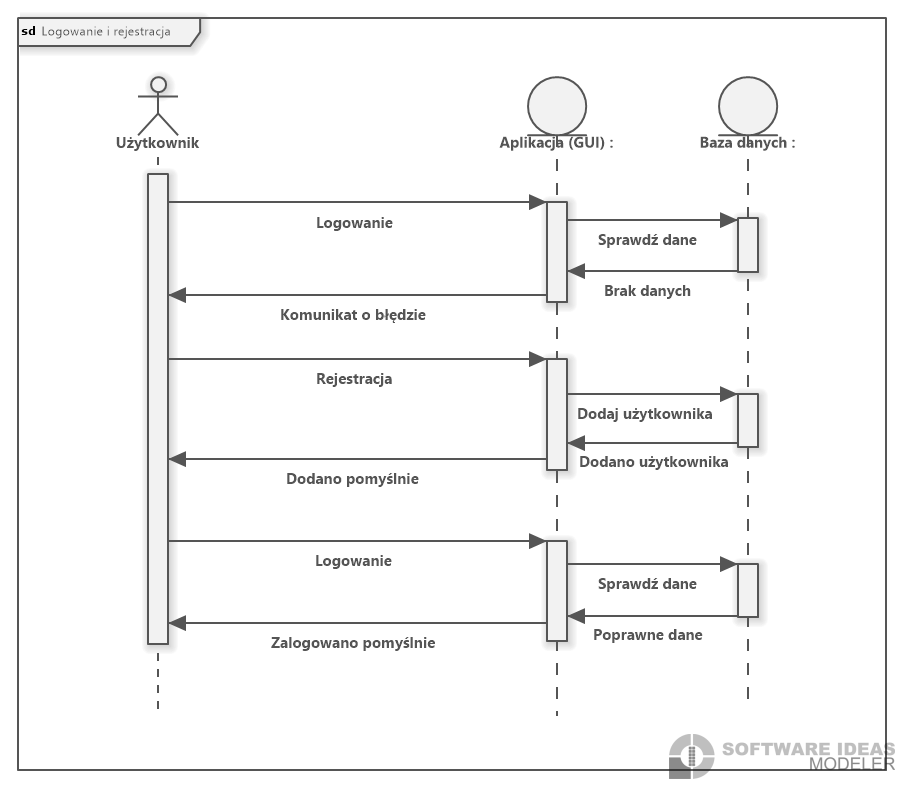 sd Logowanie i rejestracja
Użytkownik
Aplikacja (GUI) :
Baza danych :
Logowanie
Sprawdź dane
Brak danych
Komunikat o błędzie
Rejestracja
Dodaj użytkownika
Dodano użytkownika
Dodano pomyślnie
Logowanie
Sprawdź dane
Poprawne dane
Zalogowano pomyślnie
SOFTWARE IDEAS
MODELER